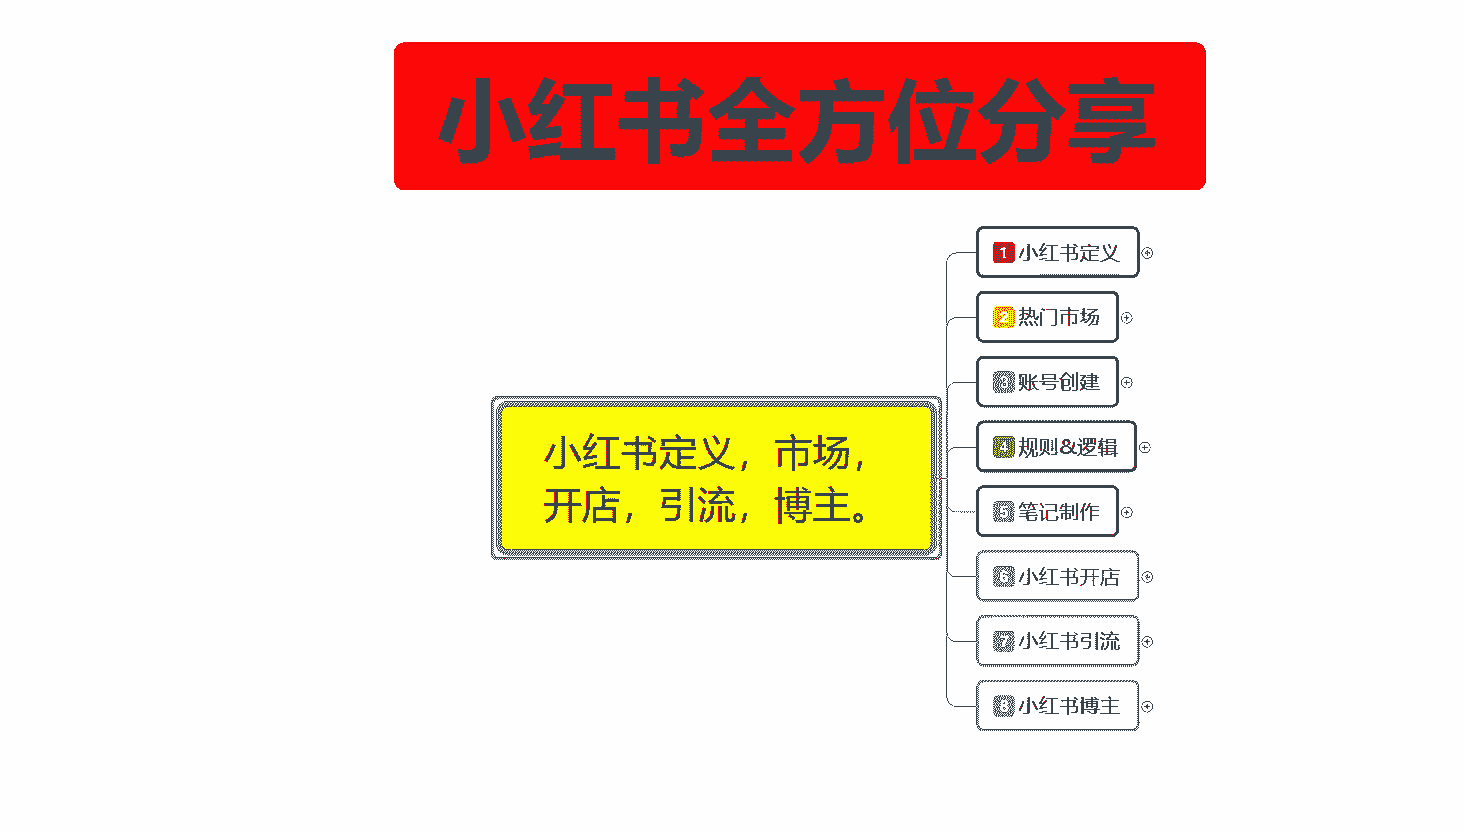 小红书全方位分享
1 小红书定义
2 热门市场
3 账号创建
4 规则&逻辑
小红书定义，市场，
开店，引流，博主。
5 笔记制作
6 小红书开店
7 小红书引流
8 小红书博主